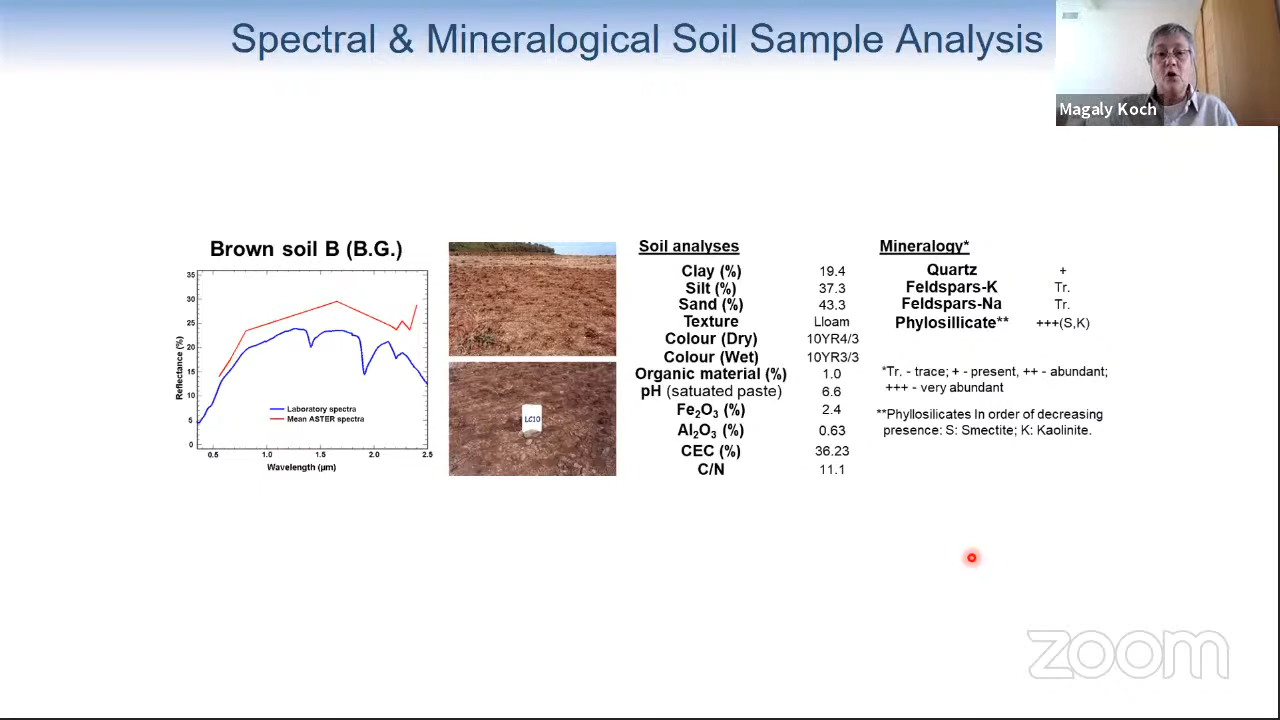 Spectral & Mineralogical Soil Sample Analysis
Magaly Koch
Brown soil B (B.G.)
35
30
25
20
15
10
5
0
Reflectance (%)
Laboratory spectra
Mean ASTER spectra
0.5 1.0 1.5 2.0 2.5
Wavelength (µm)
LC10
Soil analyses
Clay (%) 19.4
Silt (%) 37.3
Sand (%) 43.3
Texture Lloam
Colour (Dry) 10YR4/3
Colour (Wet) 10YR3/3
Organic material (%) 1.0
pH (satuated paste) 6.6
Fe₂O₃ (%) 2.4
Al₂O₃ (%) 0.63
CEC (%) 36.23
C/N 11.1
Mineralogy*
Quartz +
Feldspars-K Tr.
Feldspars-Na Tr.
Phylosillicate** +++(S,K)
*Tr. - trace; + - present, ++ - abundant;
+++ - very abundant
**Phyllosilicates In order of decreasing
presence: S: Smectite; K: Kaolinite.
zoom